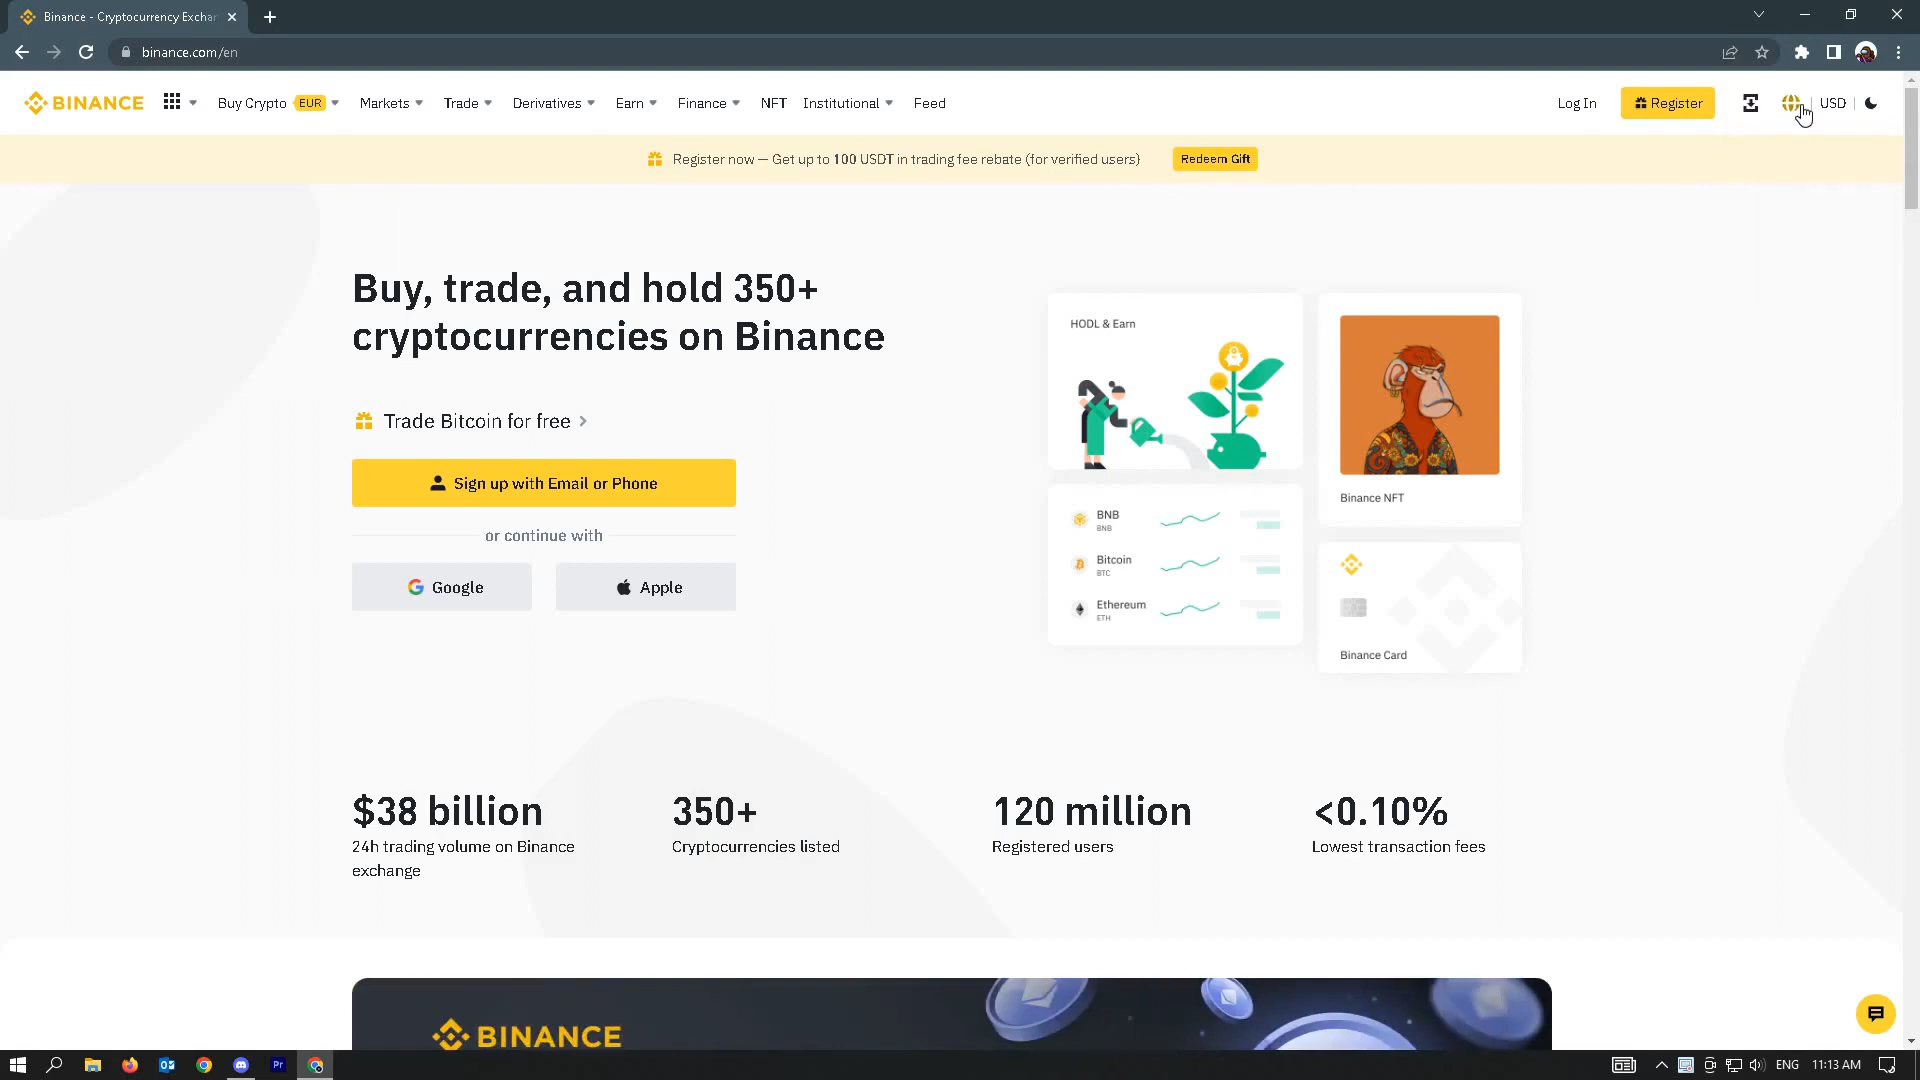 Binance - Cryptocurrency Exchan
binance.com/en
BINANCE
Buy Crypto EUR
Markets
Trade
Derivatives
Earn
Finance
NFT
Institutional
Feed
Log In
Register
USD
Register now — Get up to 100 USDT in trading fee rebate (for verified users)
Redeem Gift
Buy, trade, and hold 350+
cryptocurrencies on Binance
Trade Bitcoin for free
Sign up with Email or Phone
or continue with
Google
Apple
HODL & Earn
BNB
BNB
Bitcoin
BTC
Ethereum
ETH
Binance NFT
Binance Card
$38 billion
24h trading volume on Binance
exchange
350+
Cryptocurrencies listed
120 million
Registered users
<0.10%
Lowest transaction fees
BINANCE
Pr
ENG
11:13 AM